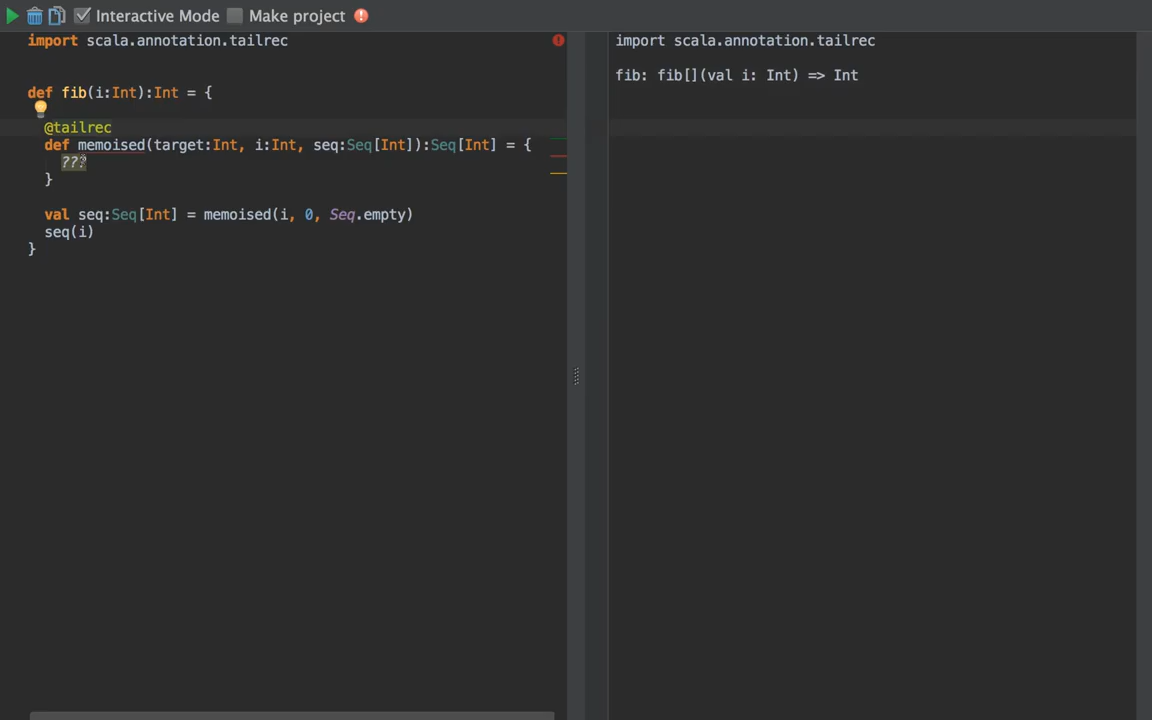 Interactive Mode Make project
import scala.annotation.tailrec
def fib(i:Int):Int = {
@tailrec
def memoised(target:Int, i:Int, seq:Seq[Int]):Seq[Int] = {
???
}
val seq:Seq[Int] = memoised(i, 0, Seq.empty)
seq(i)
}
import scala.annotation.tailrec
fib: fib[](val i: Int) => Int